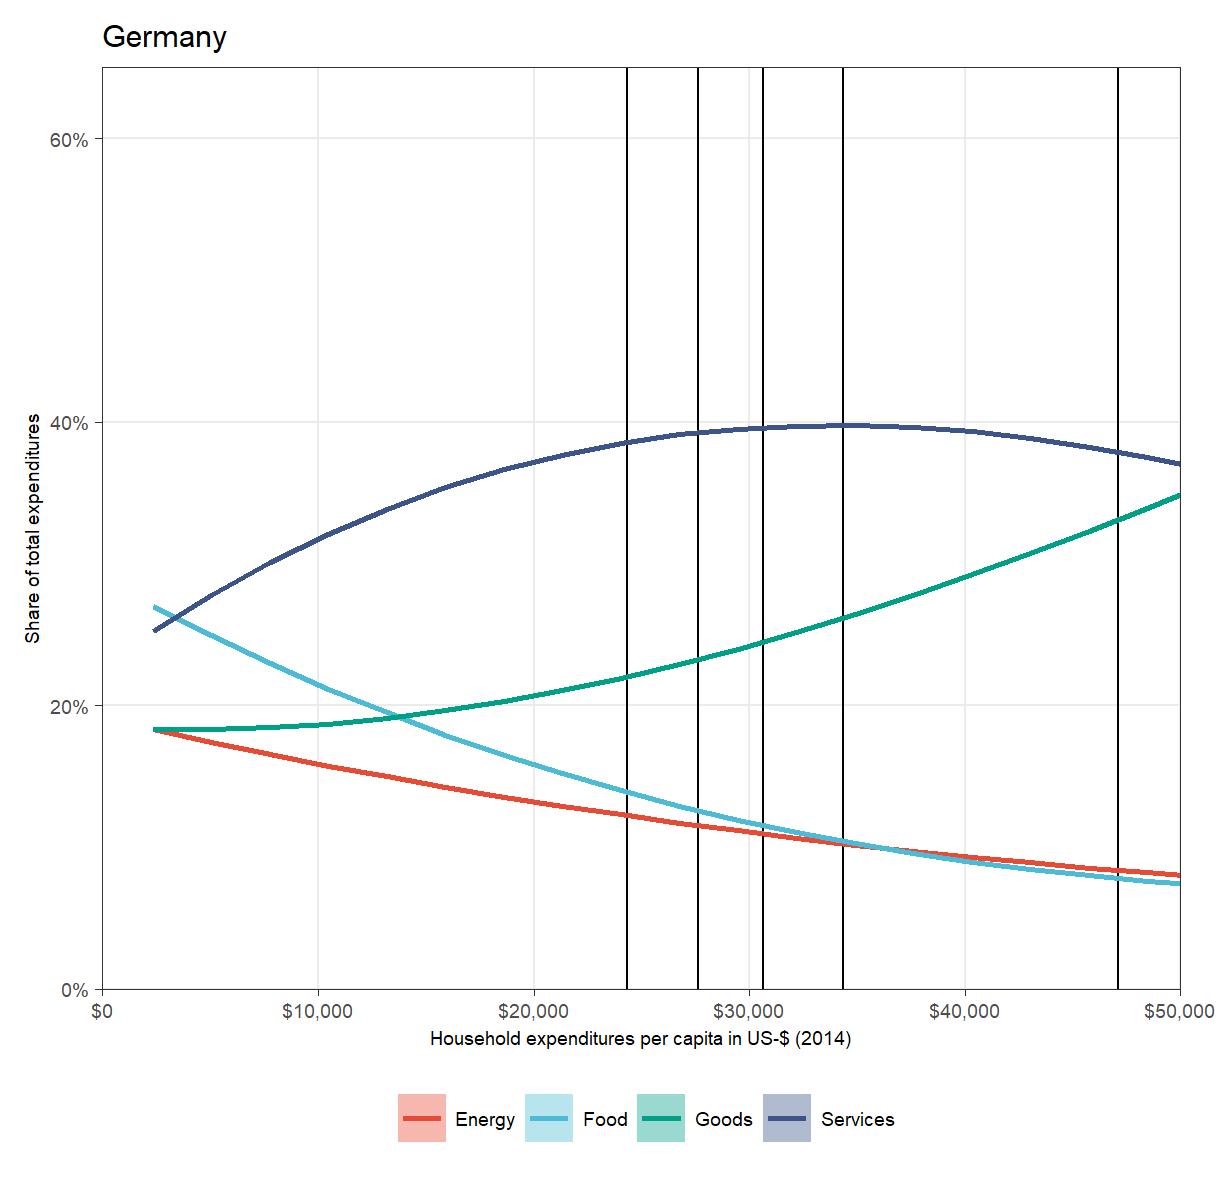 Germany
60%
40%
20%
0%
Share of total expenditures
$0 $10,000 $20,000 $30,000 $40,000 $50,000
Household expenditures per capita in US-$ (2014)
Energy Food Goods Services